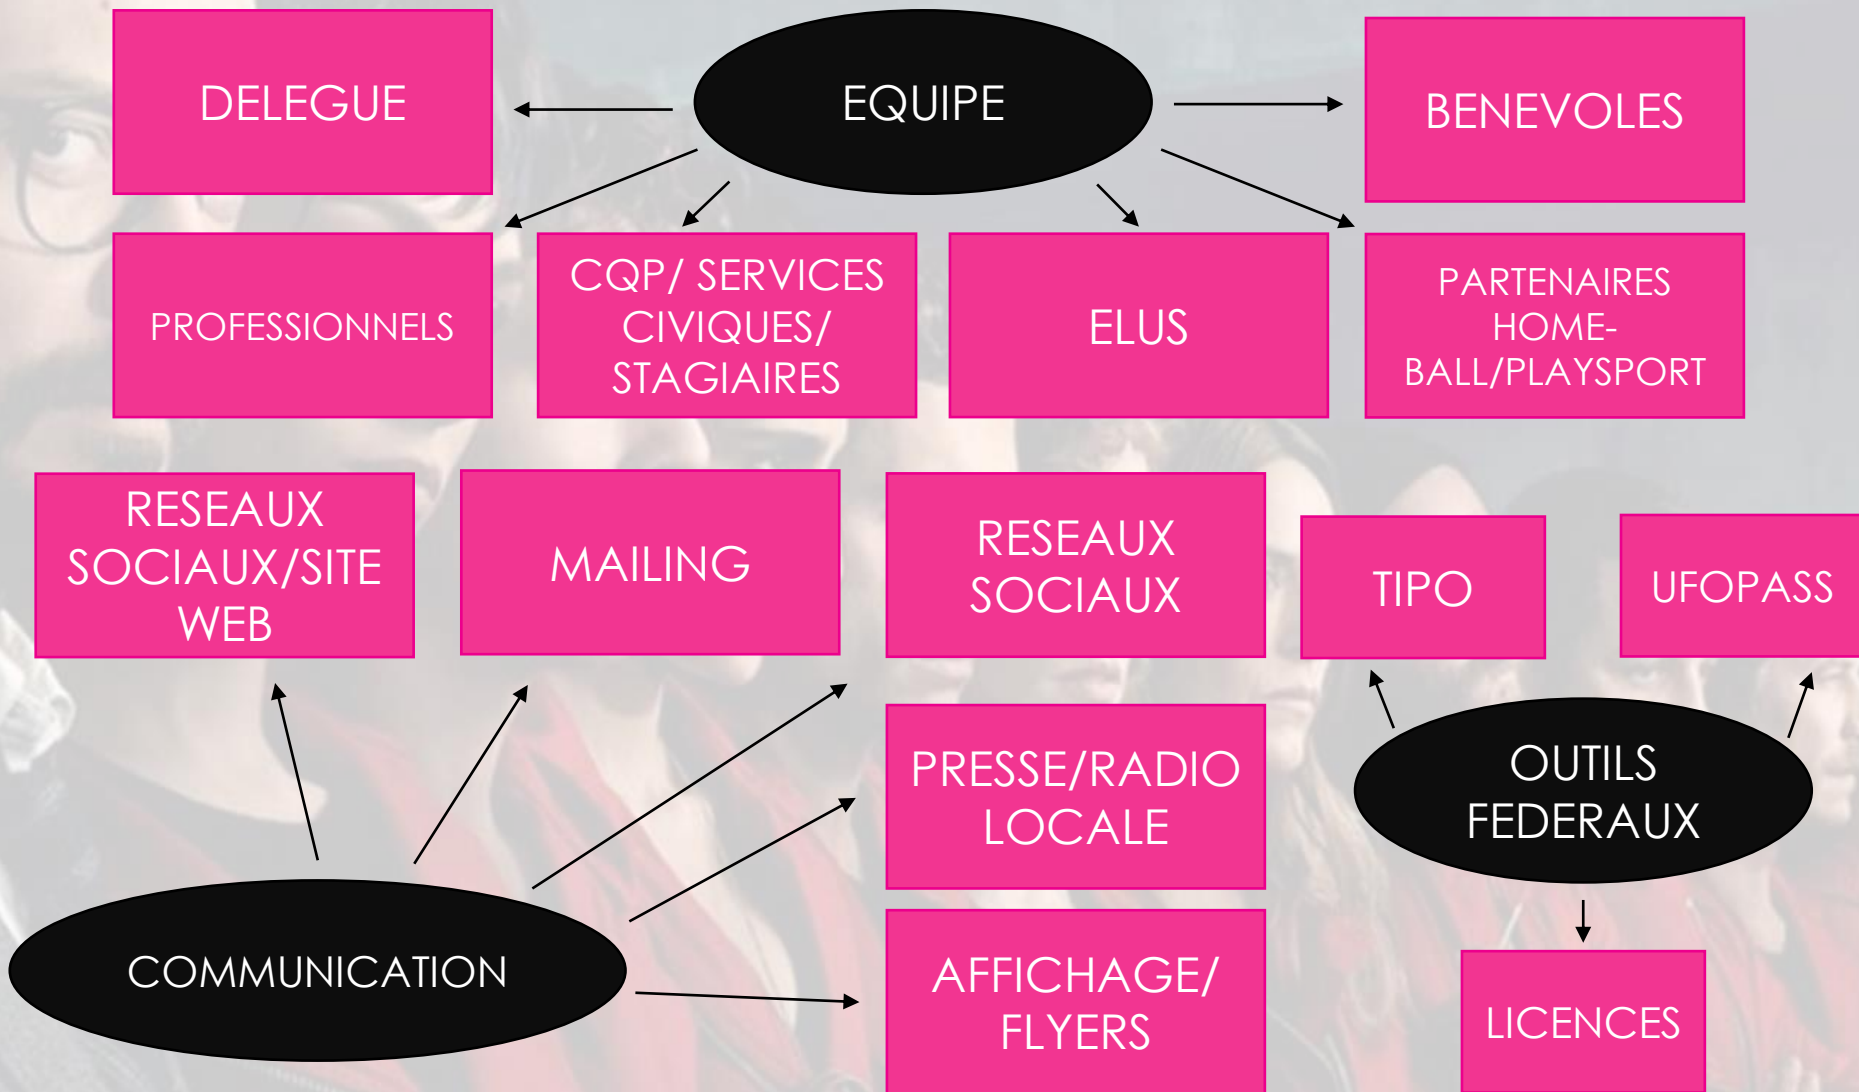 DELEGUE
EQUIPE
BENEVOLES
PROFESSIONNELS
CQP/ SERVICES
CIVIQUES/
STAGIAIRES
ELUS
PARTENAIRES
HOME-
BALL/PLAYSPORT
RESEAUX
SOCIAUX/SITE
WEB
MAILING
RESEAUX
SOCIAUX
TIPO
UFOPASS
PRESSE/RADIO
LOCALE
OUTILS
FEDERAUX
COMMUNICATION
AFFICHAGE/
FLYERS
LICENCES